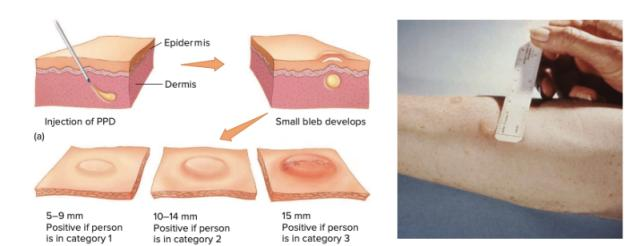 Epidermis
Dermis
Injection of PPD
Small bleb develops
(a)
5–9 mm
Positive if person
is in category 1
10–14 mm
Positive if person
is in category 2
15 mm
Positive if person
is in category 3